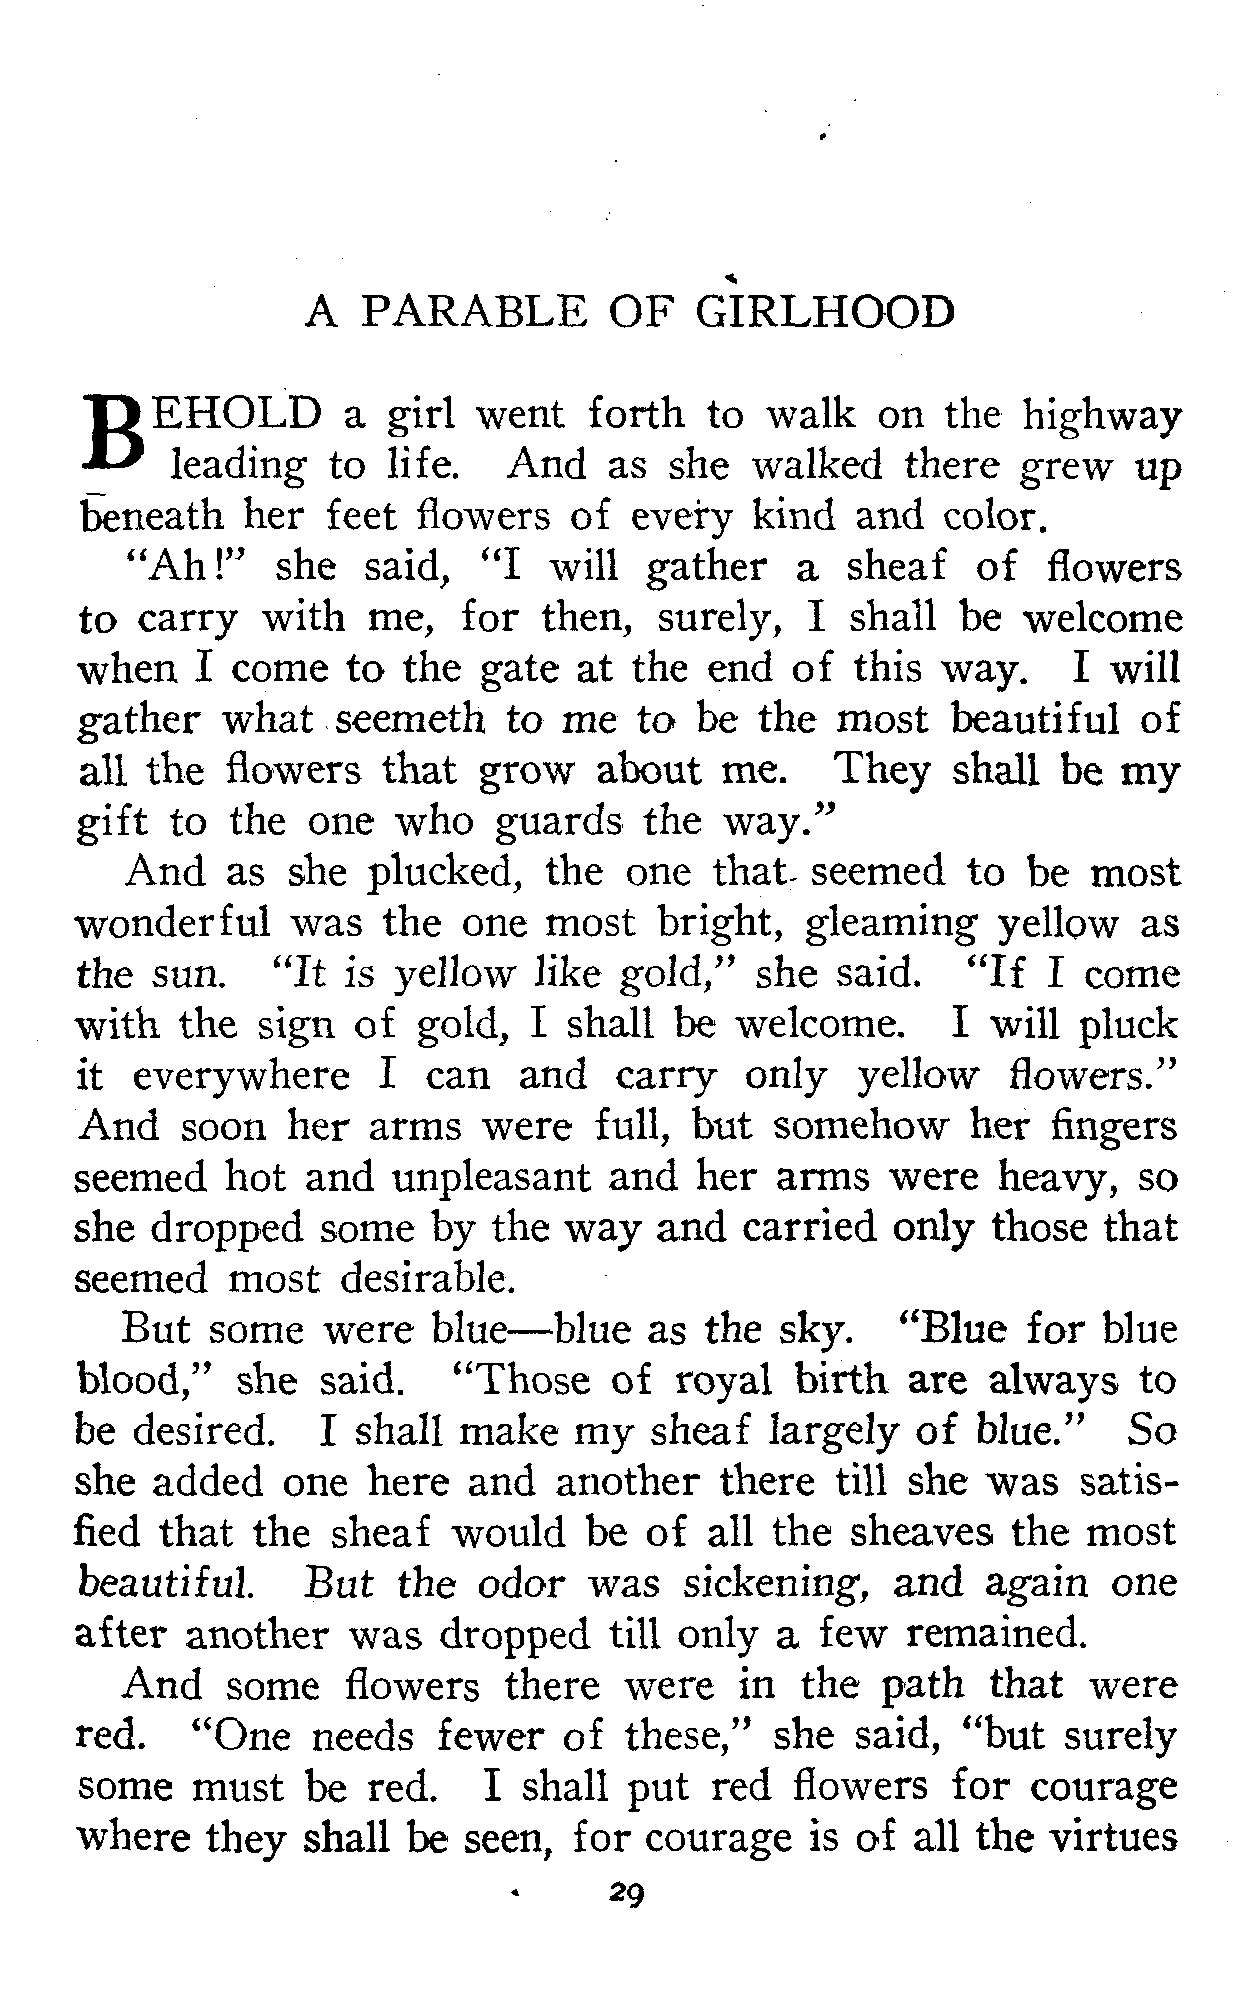 A PARABLE OF GIRLHOOD
BEHOLD a girl went forth to walk on the highway
leading to life. And as she walked there grew up
beneath her feet flowers of every kind and color.
"Ah!" she said, "I will gather a sheaf of flowers
to carry with me, for then, surely, I shall be welcome
when I come to the gate at the end of this way. I will
gather what seemeth to me to be the most beautiful of
all the flowers that grow about me. They shall be my
gift to the one who guards the way."
And as she plucked, the one that seemed to be most
wonderful was the one most bright, gleaming yellow as
the sun. "It is yellow like gold," she said. "If I come
with the sign of gold, I shall be welcome. I will pluck
it everywhere I can and carry only yellow flowers."
And soon her arms were full, but somehow her fingers
seemed hot and unpleasant and her arms were heavy, so
she dropped some by the way and carried only those that
seemed most desirable.
But some were blue—blue as the sky. "Blue for blue
blood," she said. "Those of royal birth are always to
be desired. I shall make my sheaf largely of blue." So
she added one here and another there till she was satis-
fied that the sheaf would be of all the sheaves the most
beautiful. But the odor was sickening, and again one
after another was dropped till only a few remained.
And some flowers there were in the path that were
red. "One needs fewer of these," she said, "but surely
some must be red. I shall put red flowers for courage
where they shall be seen, for courage is of all the virtues
29